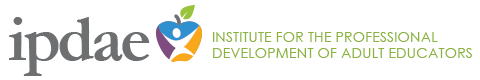 ipdae
INSTITUTE FOR THE PROFESSIONAL
DEVELOPMENT OF ADULT EDUCATORS